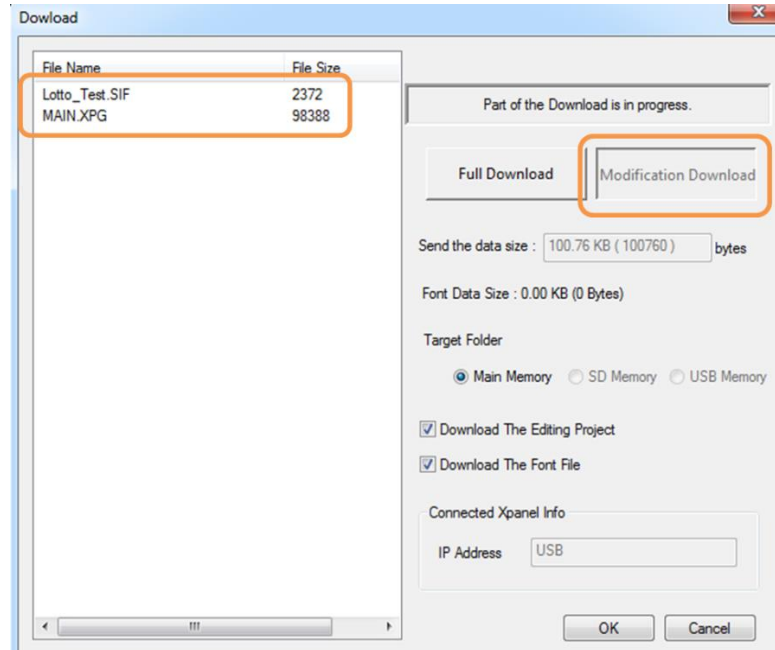 Dowload
File Name File Size
Lotto_Test.SIF 2372
MAIN.XPG 98388
Part of the Download is in progress.
Full Download Modification Download
Send the data size : 100.76 KB ( 100760 ) bytes
Font Data Size : 0.00 KB (0 Bytes)
Target Folder
Main Memory SD Memory USB Memory
Download The Editing Project
Download The Font File
Connected Xpanel Info
IP Address USB
OK Cancel